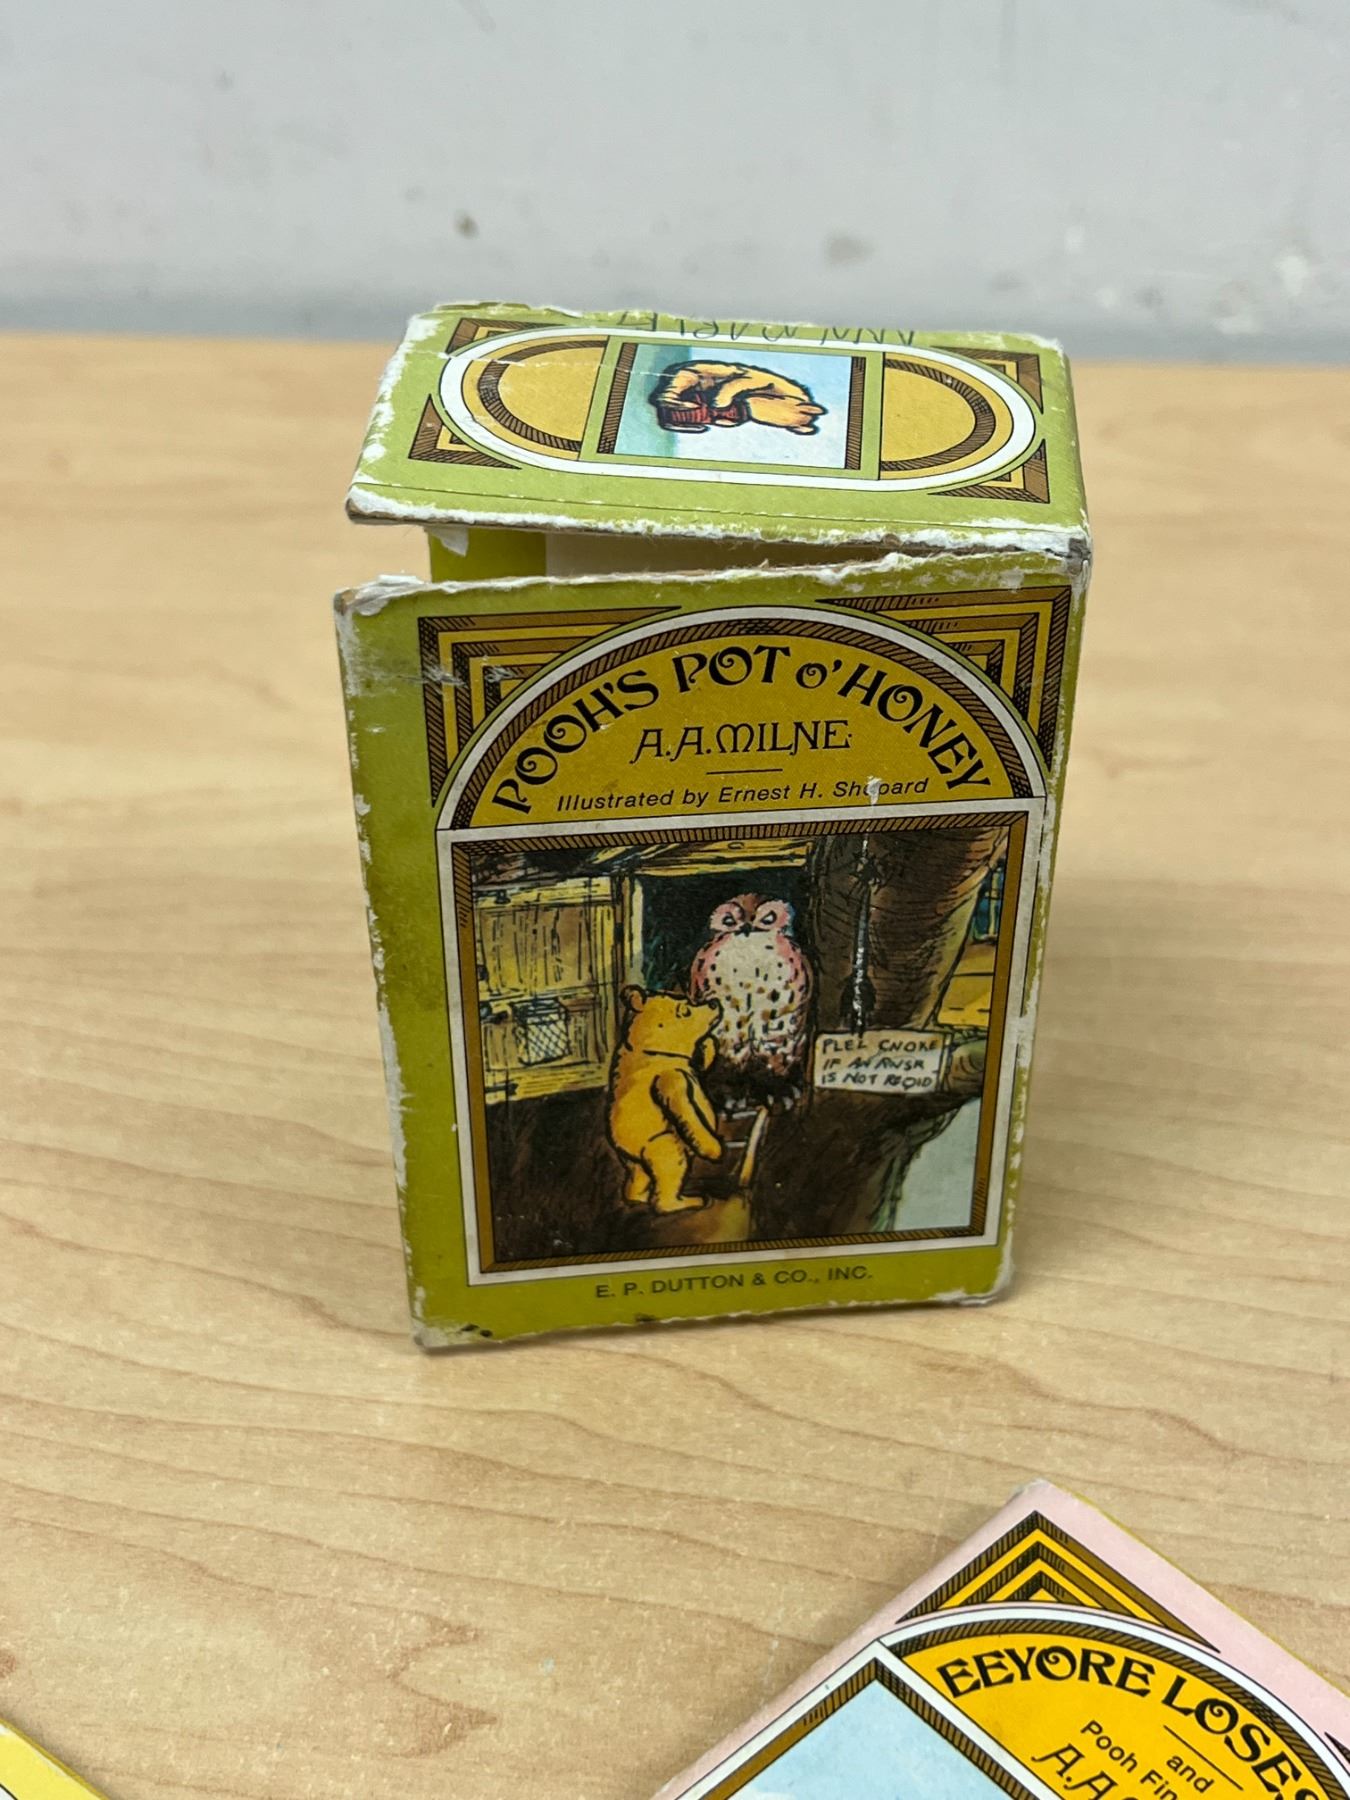 POOH'S POT O' HONEY
A.A.MILNE
Illustrated by Ernest H. Shepard
PLEZ CNOKE
IF AN RNSR
IS NOT REQID
E. P. DUTTON & CO., INC.
EEYORE LOSES
and
Pooh Fin
A.A.